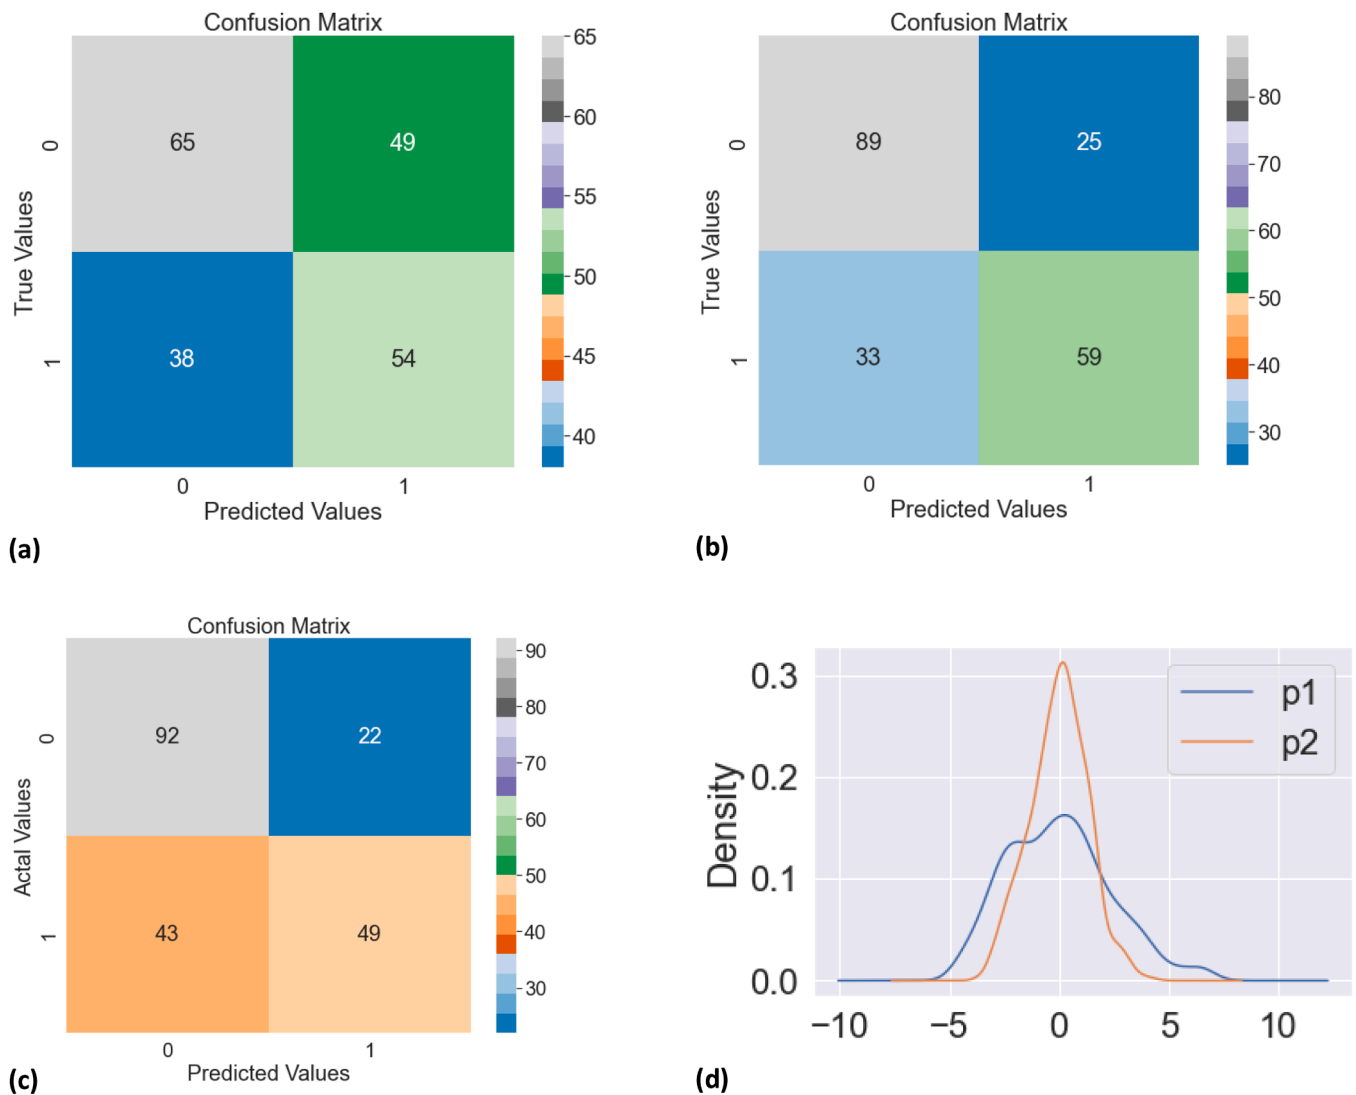 Confusion Matrix
65 49
38 54
0
1
True Values
0 1
Predicted Values
65
60
55
50
45
40
(a)
Confusion Matrix
89 25
33 59
0
1
True Values
0 1
Predicted Values
80
70
60
50
40
30
(b)
Confusion Matrix
92 22
43 49
0
1
Actal Values
0 1
Predicted Values
90
80
70
60
50
40
30
(c)
p1
p2
Density
0.3
0.2
0.1
0.0
−10 −5 0 5 10
(d)